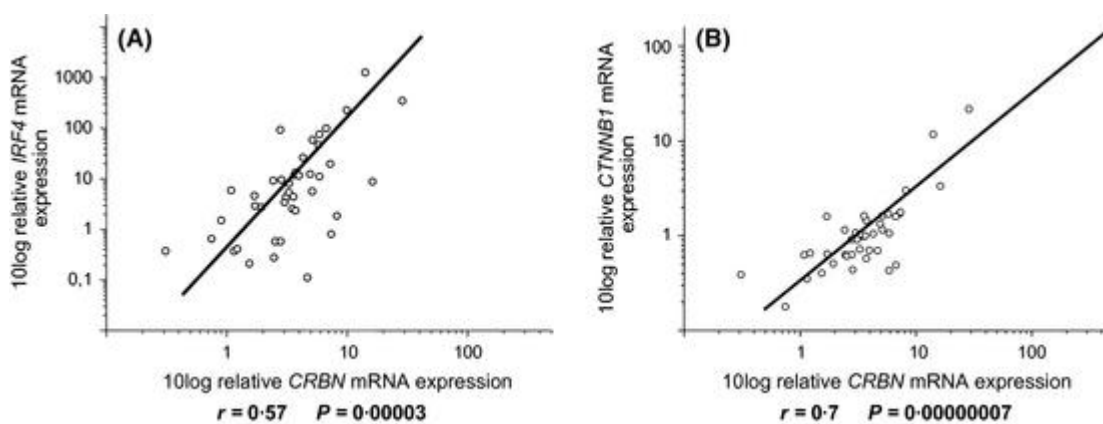 (A)
10log relative IRF4 mRNA
expression
1000
100
10
1
0,1
1 10 100
10log relative CRBN mRNA expression
r = 0·57 P = 0·00003
(B)
10log relative CTNNB1 mRNA
expression
100
10
1
1 10 100
10log relative CRBN mRNA expression
r = 0·7 P = 0·00000007